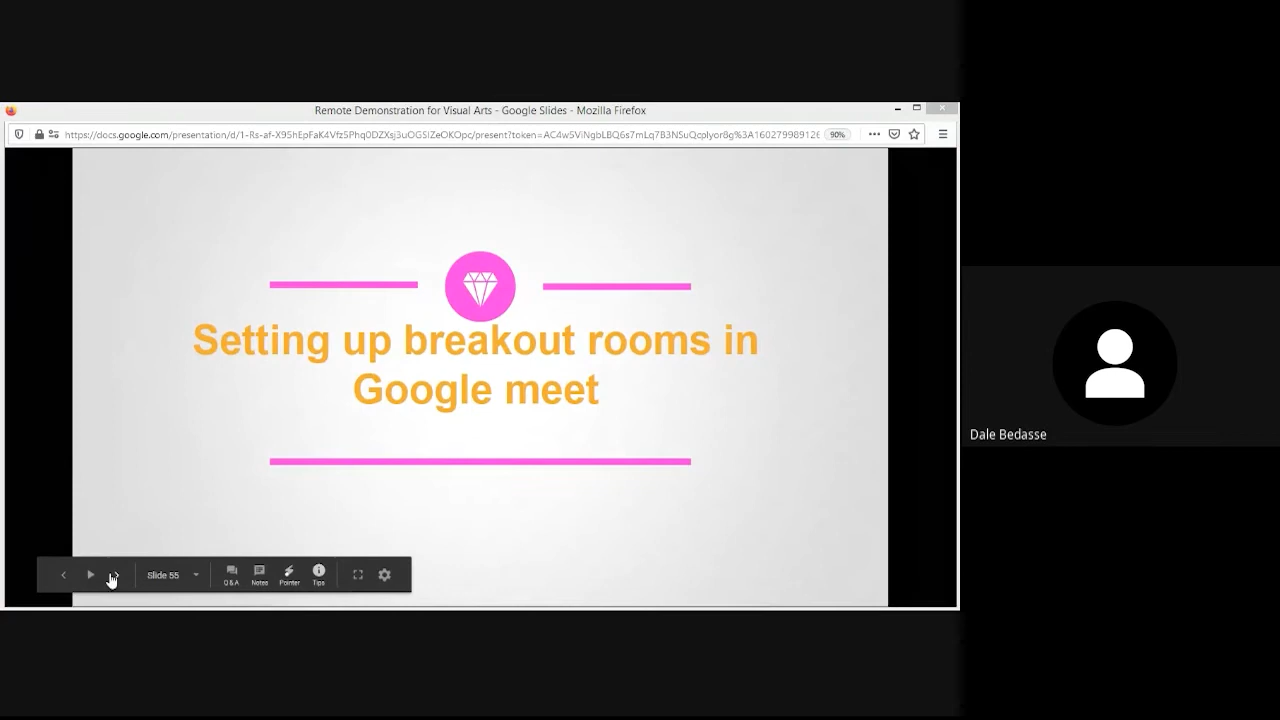 Remote Demonstration for Visual Arts - Google Slides - Mozilla Firefox
90%
Setting up breakout rooms in
Google meet
Dale Bedasse
Slide 55
Q&A
Notes
Pointer
Tips